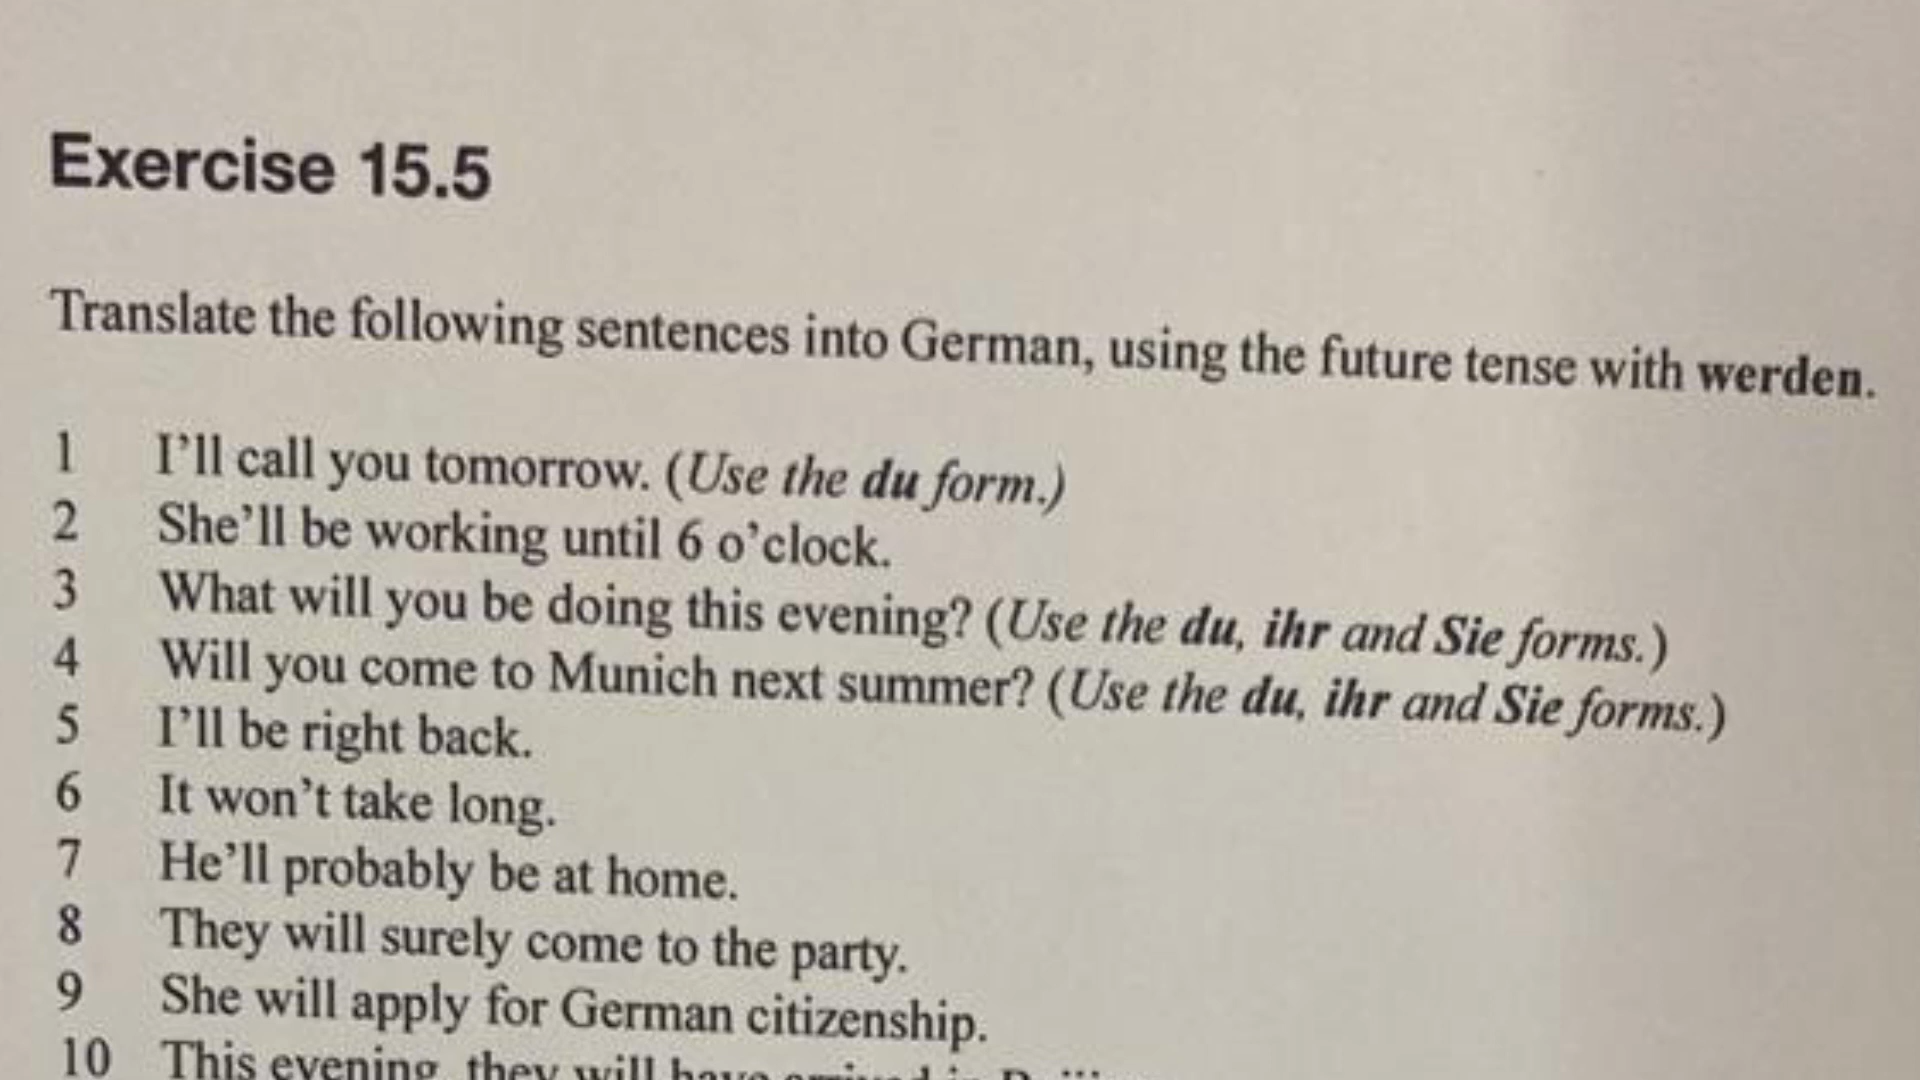 Exercise 15.5
Translate the following sentences into German, using the future tense with werden.
1 I'll call you tomorrow. (Use the du form.)
2 She'll be working until 6 o'clock.
3 What will you be doing this evening? (Use the du, ihr and Sie forms.)
4 Will you come to Munich next summer? (Use the du, ihr and Sie forms.)
5 I'll be right back.
6 It won't take long.
7 He'll probably be at home.
8 They will surely come to the party.
9 She will apply for German citizenship.
10 This evening, they will have arrived in